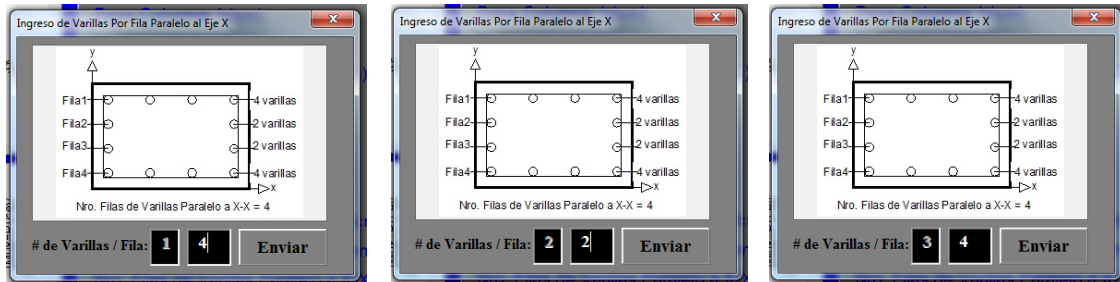 Ingreso de Varillas Por Fila Paralelo al Eje X
x
y
Fila1
4 varillas
Fila2
2 varillas
Fila3
2 varillas
Fila4
4 varillas
x
Nro. Filas de Varillas Paralelo a X-X = 4
# de Varillas / Fila: 1 4 Enviar
Ingreso de Varillas Por Fila Paralelo al Eje X
x
y
Fila1
4 varillas
Fila2
2 varillas
Fila3
2 varillas
Fila4
4 varillas
x
Nro. Filas de Varillas Paralelo a X-X = 4
# de Varillas / Fila: 2 2 Enviar
Ingreso de Varillas Por Fila Paralelo al Eje X
x
y
Fila1
4 varillas
Fila2
2 varillas
Fila3
2 varillas
Fila4
4 varillas
x
Nro. Filas de Varillas Paralelo a X-X = 4
# de Varillas / Fila: 3 4 Enviar